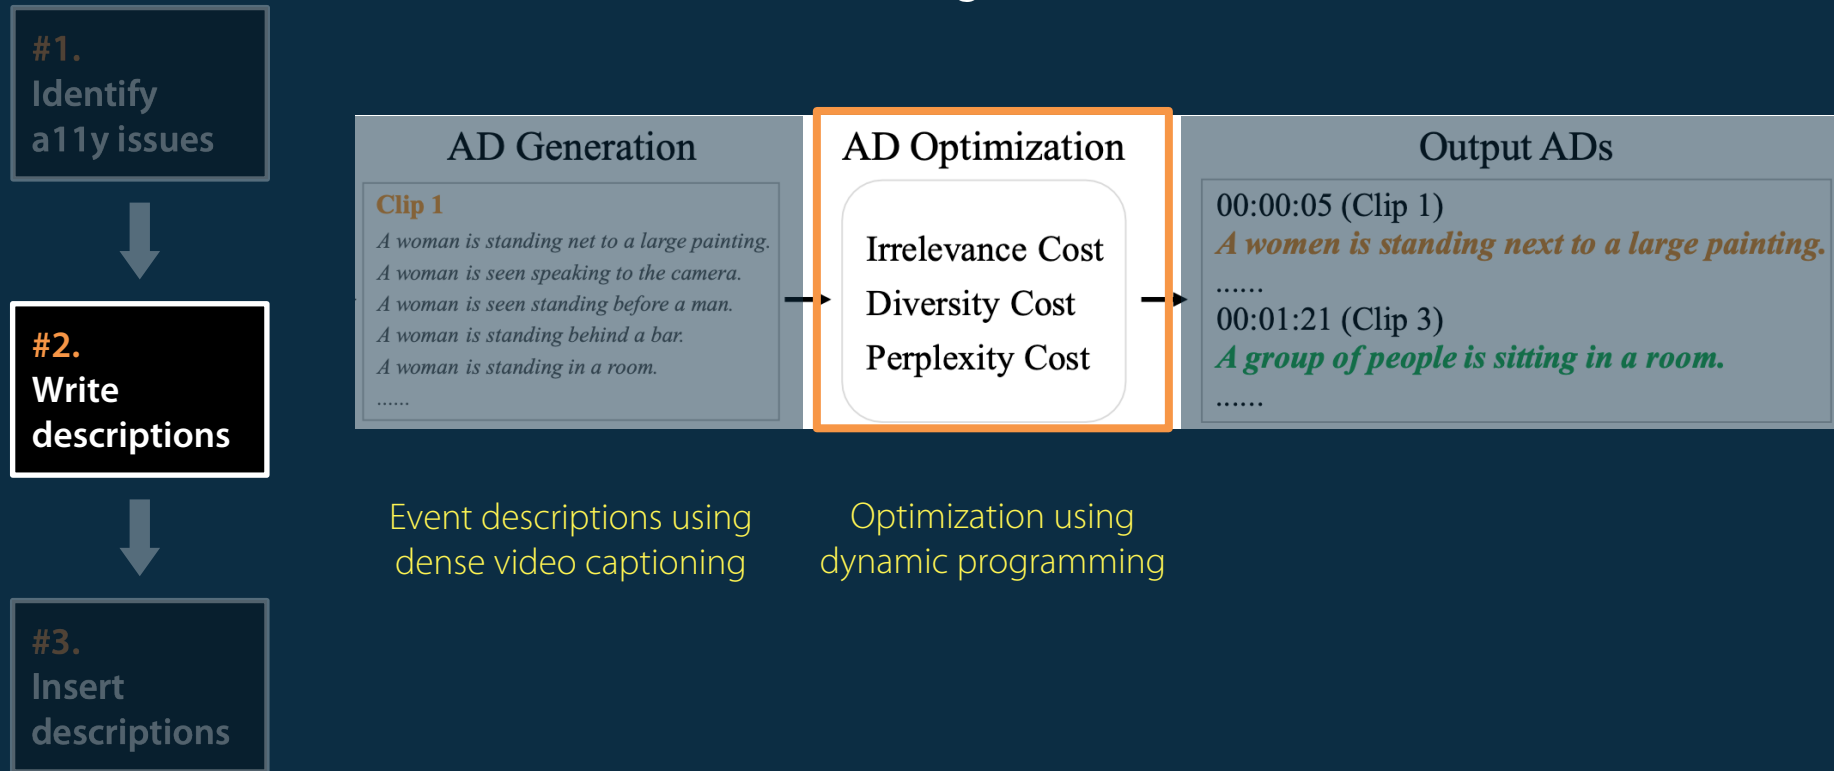 #1.
Identify
a11y issues
#2.
Write
descriptions
#3.
Insert
descriptions
AD Generation
Clip 1
A woman is standing net to a large painting.
A woman is seen speaking to the camera.
A woman is seen standing before a man.
A woman is standing behind a bar.
A woman is standing in a room.
......
AD Optimization
Irrelevance Cost
Diversity Cost
Perplexity Cost
Output ADs
00:00:05 (Clip 1)
A women is standing next to a large painting.
......
00:01:21 (Clip 3)
A group of people is sitting in a room.
......
Event descriptions using
dense video captioning
Optimization using
dynamic programming